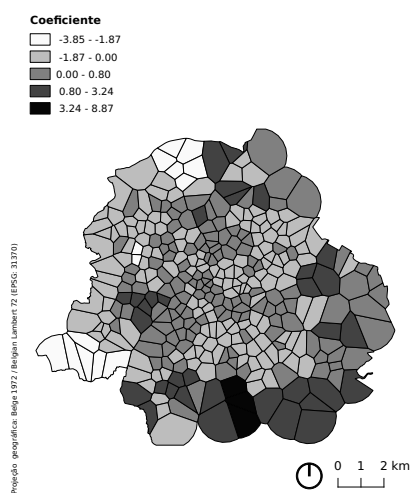 Coeficiente
-3.85 - -1.87
-1.87 - 0.00
0.00 - 0.80
0.80 - 3.24
3.24 - 8.87
Projeção geográfica: Belge 1972 / Belgian Lambert 72 (EPSG: 31370)
0 1 2 km